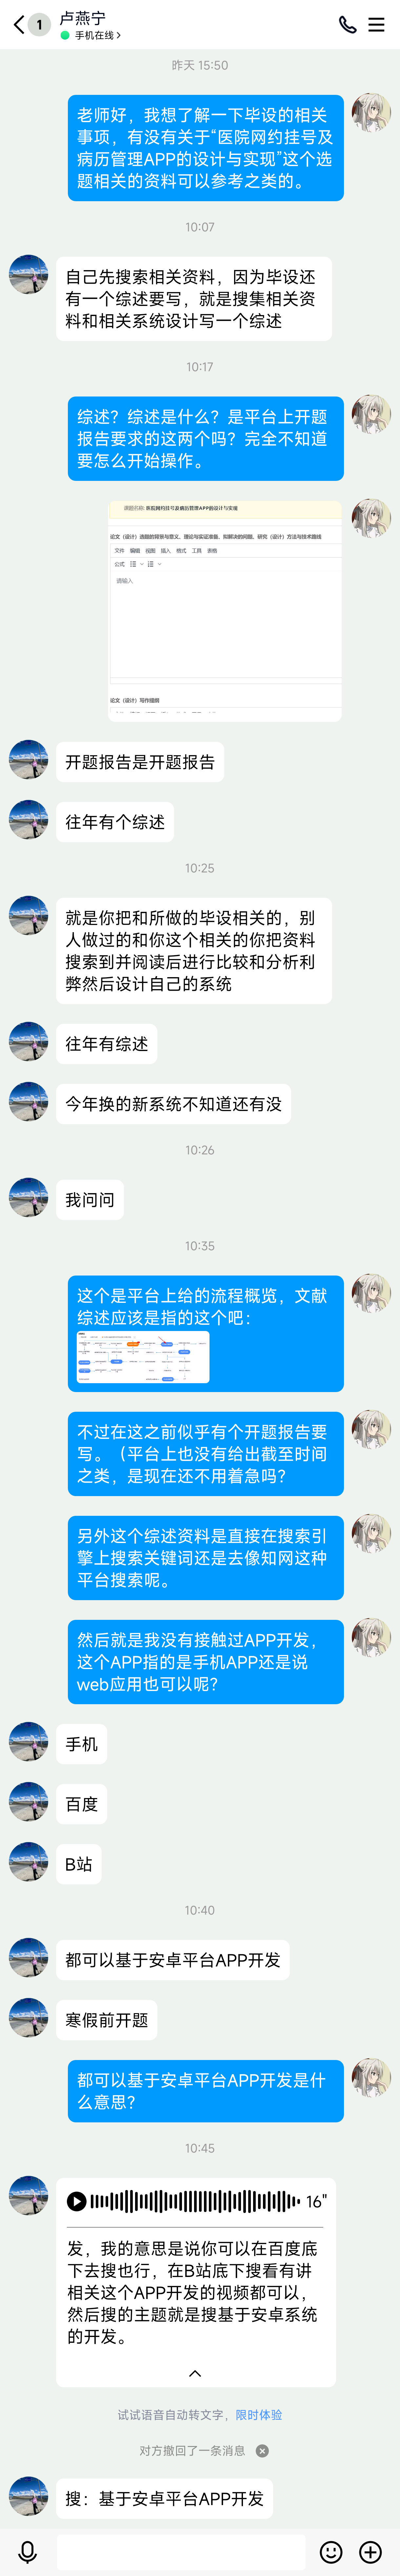 1
卢燕宁
手机在线
昨天 15:50
老师好，我想了解一下毕设的相关
事项，有没有关于“医院网约挂号及
病历管理APP的设计与实现”这个选
题相关的资料可以参考之类的。
10:07
自己先搜索相关资料，因为毕设还
有一个综述要写，就是搜集相关资
料和相关系统设计写一个综述
10:17
综述？综述是什么？是平台上开题
报告要求的这两个吗？完全不知道
要怎么开始操作。
课题名称: 医院网约挂号及病历管理APP的设计与实现
论文（设计）选题的背景与意义、理论与实证准备、拟解决的问题、研究（设计）方法与技术路线
文件 编辑 视图 插入 格式 工具 表格
公式
请输入
论文（设计）写作提纲
开题报告是开题报告
往年有个综述
10:25
就是你把和所做的毕设相关的，别
人做过的和你这个相关的你把资料
搜索到并阅读后进行比较和分析利
弊然后设计自己的系统
往年有综述
今年换的新系统不知道还有没
10:26
我问问
10:35
这个是平台上给的流程概览，文献
综述应该是指的这个吧：
不过在这之前似乎有个开题报告要
写。（平台上也没有给出截至时间
之类，是现在还不用着急吗？
另外这个综述资料是直接在搜索引
擎上搜索关键词还是去像知网这种
平台搜索呢。
然后就是我没有接触过APP开发，
这个APP指的是手机APP还是说
web应用也可以呢？
手机
百度
B站
10:40
都可以基于安卓平台APP开发
寒假前开题
都可以基于安卓平台APP开发是什
么意思？
10:45
16"
发，我的意思是说你可以在百度底
下去搜也行，在B站底下搜看有讲
相关这个APP开发的视频都可以，
然后搜的主题就是搜基于安卓系统
的开发。
试试语音自动转文字，限时体验
对方撤回了一条消息
搜：基于安卓平台APP开发